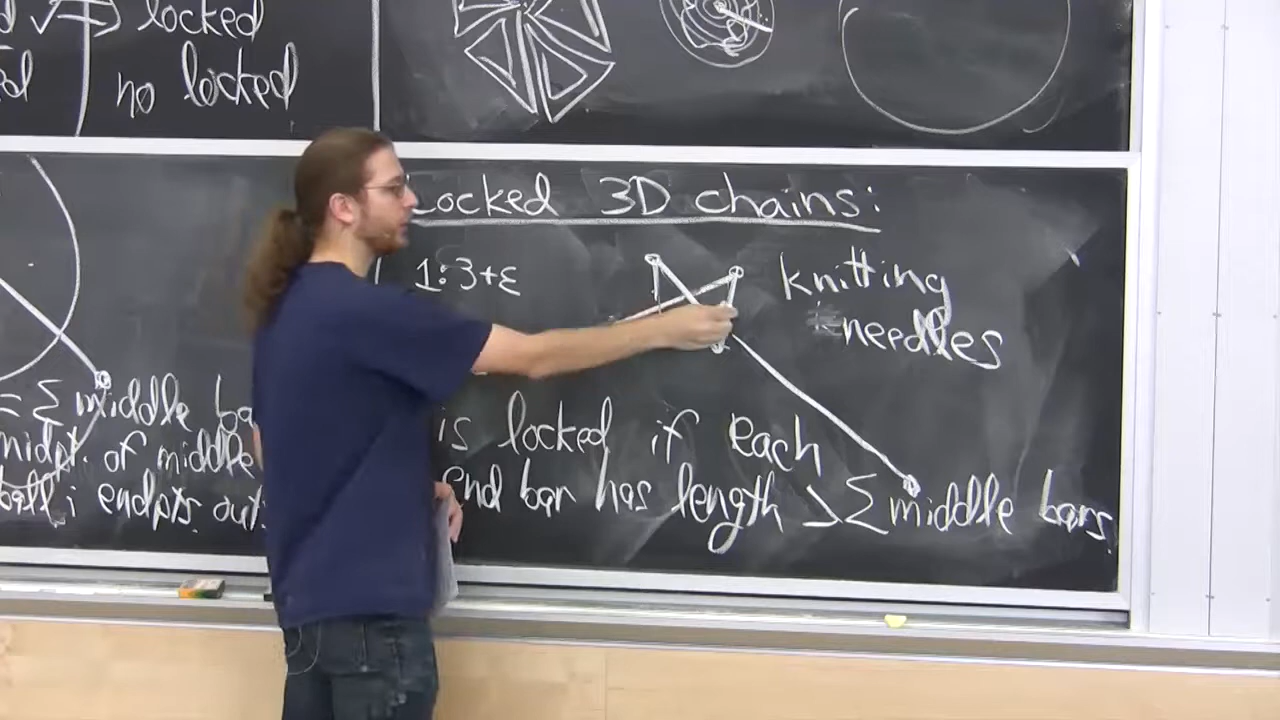 locked
no locked
Locked 3D chains:
1:3+ε
knitting
needles
= Σ middle ba
midpt. of middle
ball i endpts. out
is locked if each
end bar has length > Σ middle bars.